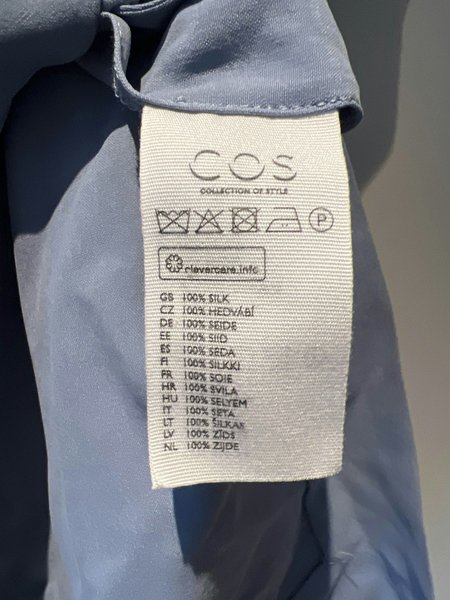 COS
COLLECTION OF STYLE
P
clevercare.info
GB 100% SILK
CZ 100% HEDVÁBÍ
DE 100% SEIDE
EE 100% SIID
ES 100% SEDA
FI 100% SILKKI
FR 100% SOIE
HR 100% SVILA
HU 100% SELYEM
IT 100% SETA
LT 100% ŠILKAS
LV 100% ZĪDS
NL 100% ZIJDE